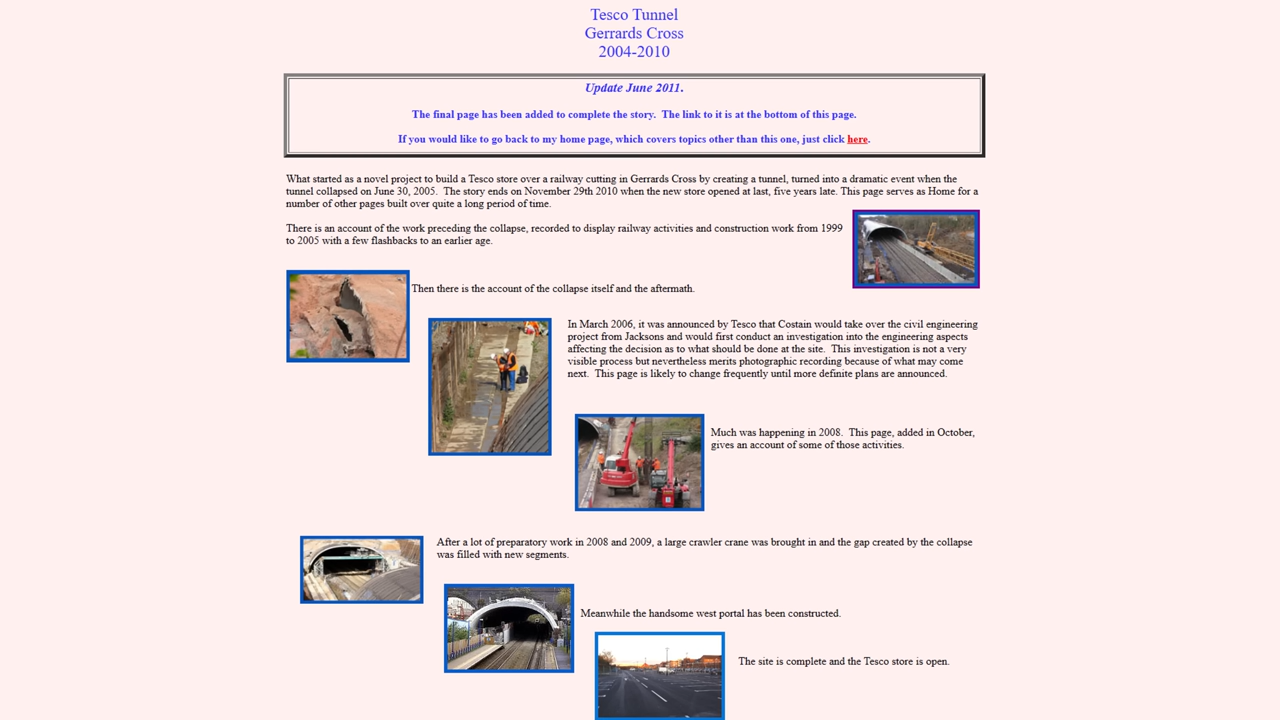 Tesco Tunnel
Gerrards Cross
2004-2010
Update June 2011.
The final page has been added to complete the story.  The link to it is at the bottom of this page.
If you would like to go back to my home page, which covers topics other than this one, just click here.
What started as a novel project to build a Tesco store over a railway cutting in Gerrards Cross by creating a tunnel, turned into a dramatic event when the
tunnel collapsed on June 30, 2005.  The story ends on November 29th 2010 when the new store opened at last, five years late. This page serves as Home for a
number of other pages built over quite a long period of time.
There is an account of the work preceding the collapse, recorded to display railway activities and construction work from 1999
to 2005 with a few flashbacks to an earlier age.
Then there is the account of the collapse itself and the aftermath.
In March 2006, it was announced by Tesco that Costain would take over the civil engineering
project from Jacksons and would first conduct an investigation into the engineering aspects
affecting the decision as to what should be done at the site.  This investigation is not a very
visible process but nevertheless merits photographic recording because of what may come
next.  This page is likely to change frequently until more definite plans are announced.
Much was happening in 2008.  This page, added in October,
gives an account of some of those activities.
After a lot of preparatory work in 2008 and 2009, a large crawler crane was brought in and the gap created by the collapse
was filled with new segments.
Meanwhile the handsome west portal has been constructed.
The site is complete and the Tesco store is open.